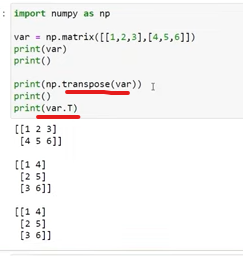 : import numpy as np
var = np.matrix([[1,2,3],[4,5,6]])
print(var)
print()
print(np.transpose(var))
print()
print(var.T)
[[1 2 3]
[4 5 6]]
[[1 4]
[2 5]
[3 6]]
[[1 4]
[2 5]
[3 6]]